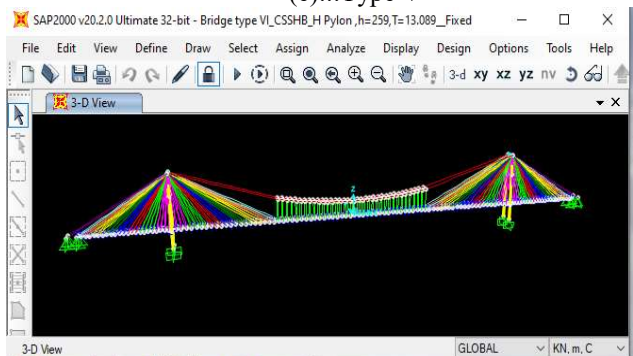 SAP2000 v20.2.0 Ultimate 32-bit - Bridge type VI_CSSHB_H Pylon ,h=259,T=13.089__Fixed
File Edit View Define Draw Select Assign Analyze Display Design Options Tools Help
3-d xy xz yz nv
3-D View
z
3-D View GLOBAL KN, m, C